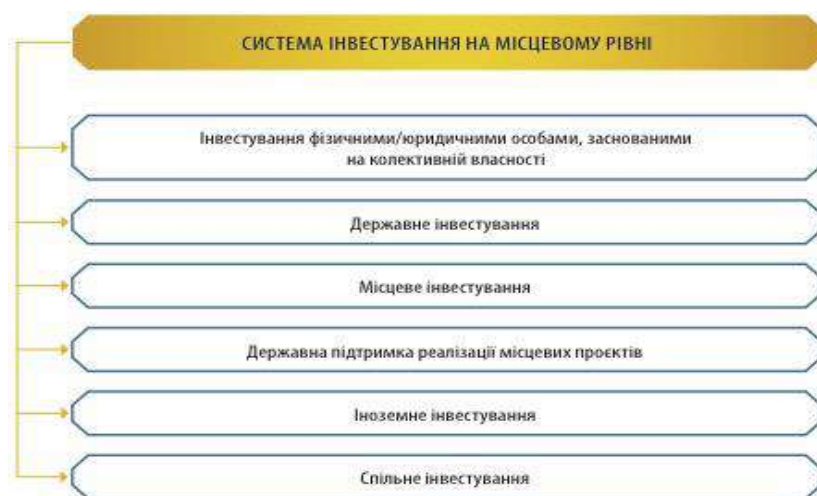 СИСТЕМА ІНВЕСТУВАННЯ НА МІСЦЕВОМУ РІВНІ
Інвестування фізичними/юридичними особами, заснованими
на колективній власності
Державне інвестування
Місцеве інвестування
Державна підтримка реалізації місцевих проєктів
Іноземне інвестування
Спільне інвестування